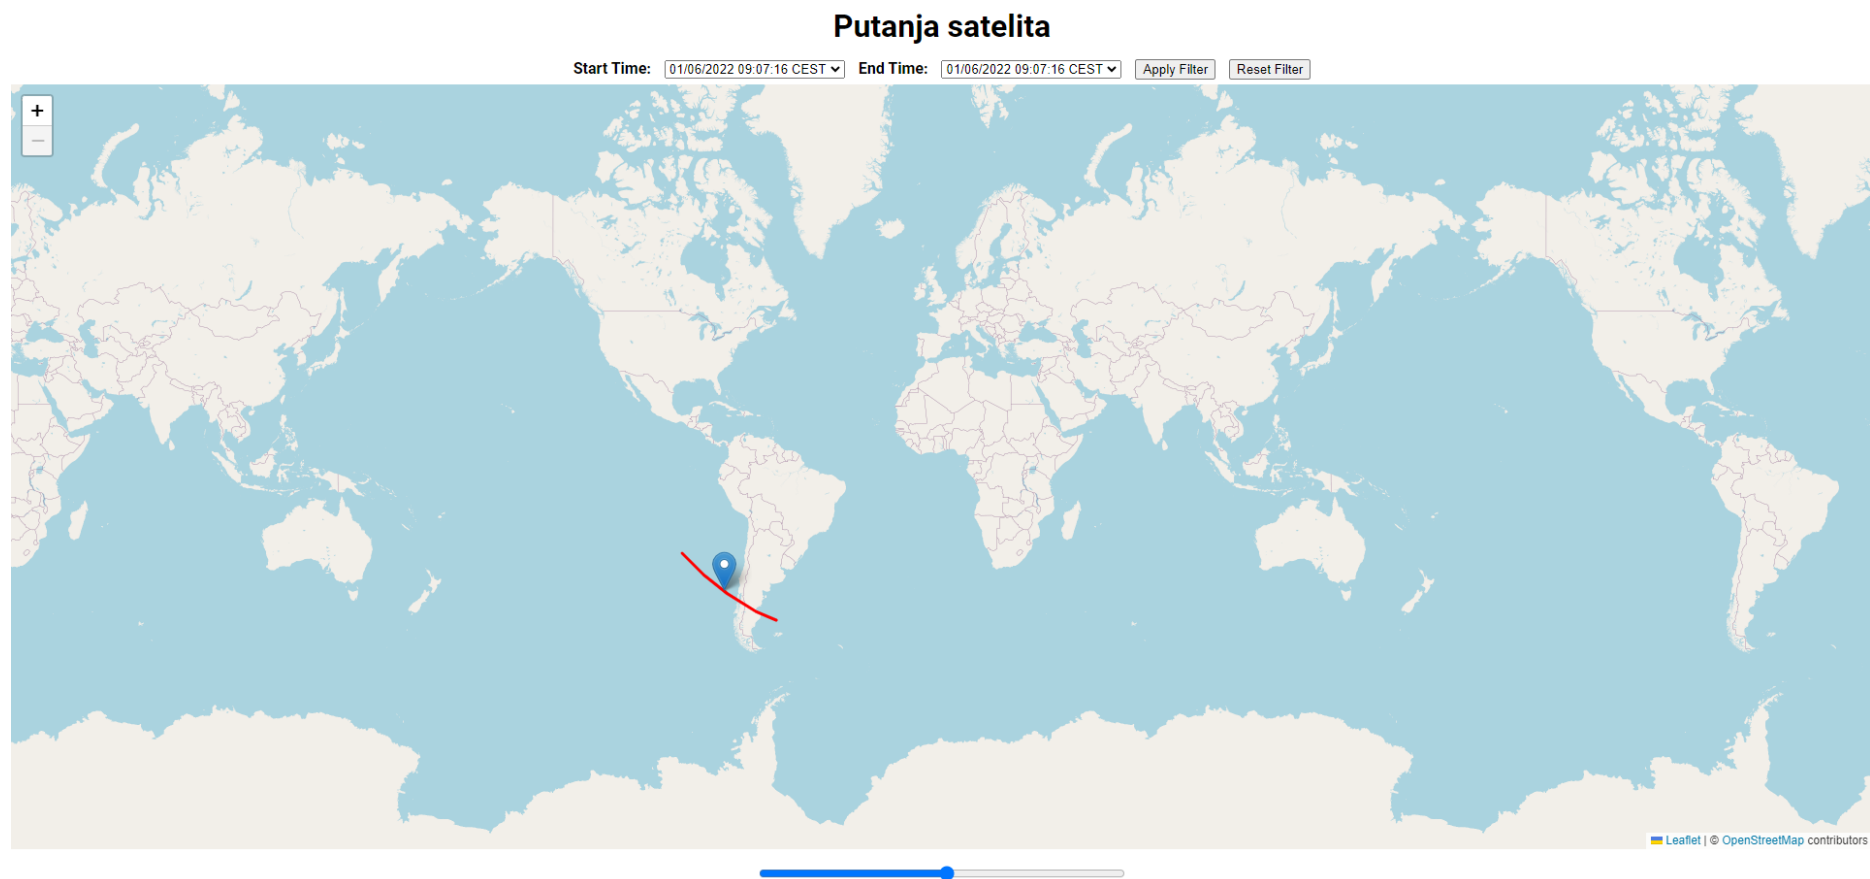 Putanja satelita
Start Time: 01/06/2022 09:07:16 CEST End Time: 01/06/2022 09:07:16 CEST Apply Filter Reset Filter
+
−
Leaflet | © OpenStreetMap contributors